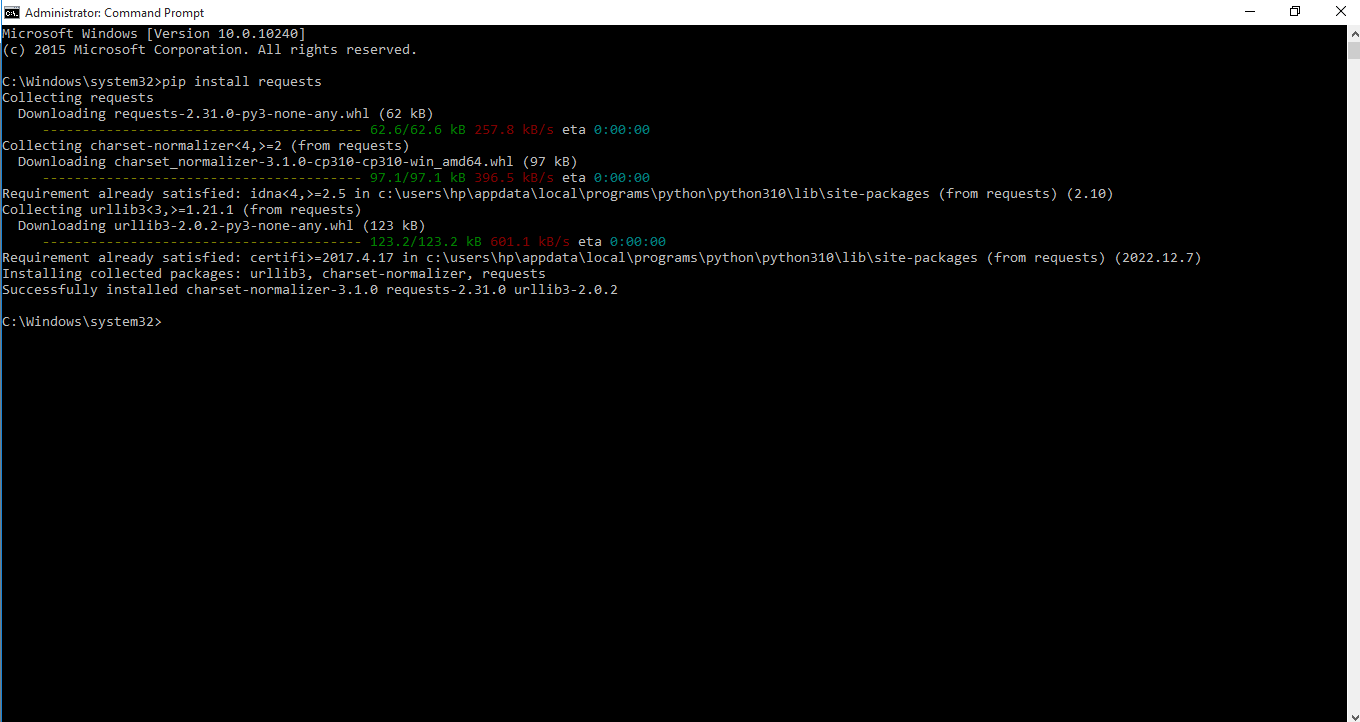 Administrator: Command Prompt
Microsoft Windows [Version 10.0.10240]
(c) 2015 Microsoft Corporation. All rights reserved.
C:\Windows\system32>pip install requests
Collecting requests
  Downloading requests-2.31.0-py3-none-any.whl (62 kB)
     ---------------------------------------- 62.6/62.6 kB 257.8 kB/s eta 0:00:00
Collecting charset-normalizer<4,>=2 (from requests)
  Downloading charset_normalizer-3.1.0-cp310-cp310-win_amd64.whl (97 kB)
     ---------------------------------------- 97.1/97.1 kB 396.5 kB/s eta 0:00:00
Requirement already satisfied: idna<4,>=2.5 in c:\users\hp\appdata\local\programs\python\python310\lib\site-packages (from requests) (2.10)
Collecting urllib3<3,>=1.21.1 (from requests)
  Downloading urllib3-2.0.2-py3-none-any.whl (123 kB)
     ---------------------------------------- 123.2/123.2 kB 601.1 kB/s eta 0:00:00
Requirement already satisfied: certifi>=2017.4.17 in c:\users\hp\appdata\local\programs\python\python310\lib\site-packages (from requests) (2022.12.7)
Installing collected packages: urllib3, charset-normalizer, requests
Successfully installed charset-normalizer-3.1.0 requests-2.31.0 urllib3-2.0.2
C:\Windows\system32>